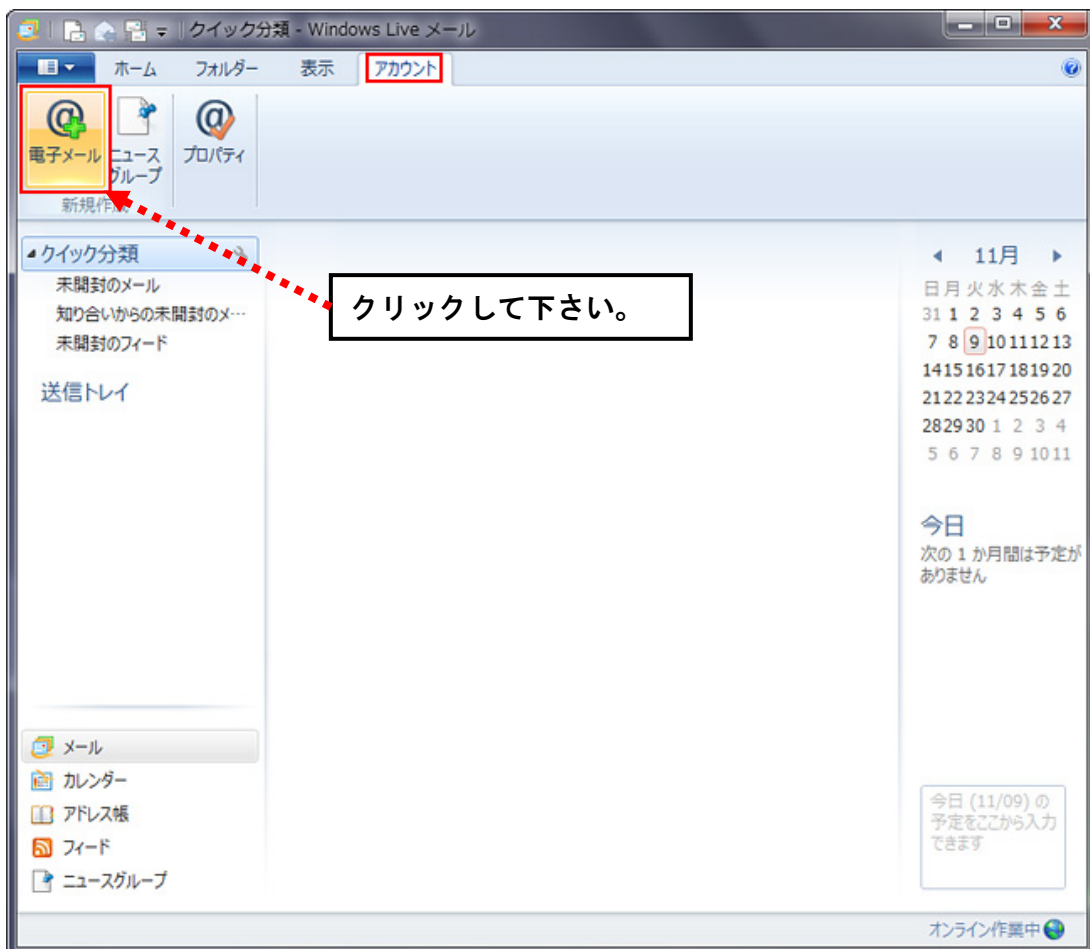 クイック分類 - Windows Live メール
ホーム フォルダー 表示 アカウント
電子メール
ニュース
グループ
プロパティ
新規作成
クイック分類
未開封のメール
知り合いからの未開封のメ…
未開封のフィード
送信トレイ
クリックして下さい。
11月
日 月 火 水 木 金 土
31 1 2 3 4 5 6
7 8 9 10 11 12 13
14 15 16 17 18 19 20
21 22 23 24 25 26 27
28 29 30 1 2 3 4
5 6 7 8 9 10 11
今日
次の 1 か月間は予定が
ありません
メール
カレンダー
アドレス帳
フィード
ニュースグループ
今日 (11/09) の
予定をここから入力
できます
オンライン作業中